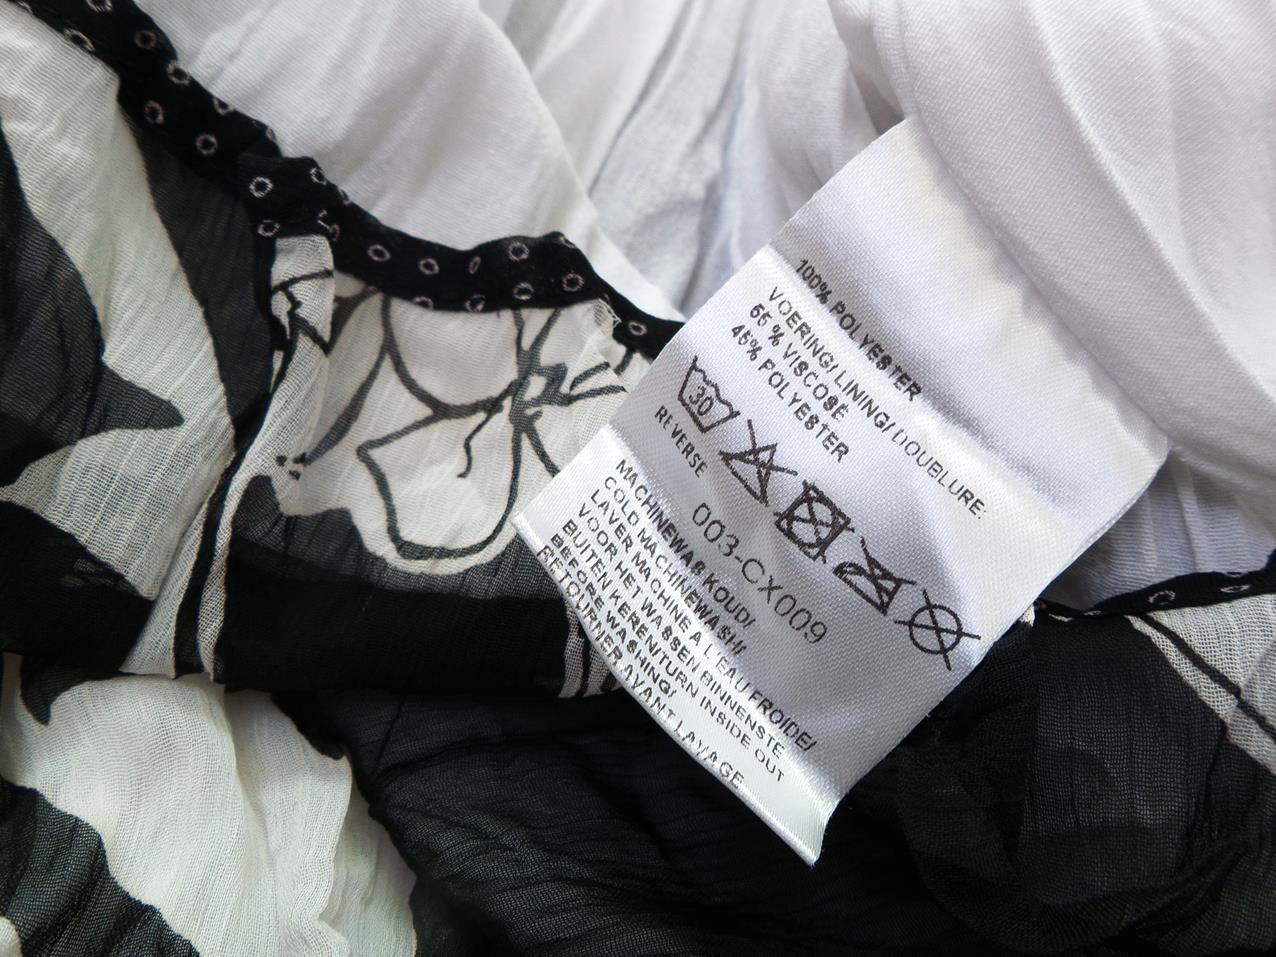 100% POLYESTER
VOERING/ LINING/ DOUBLURE:
55 % VISCOSE
45% POLYESTER
30
REVERSE
003-CX009
MACHINEWAS KOUD/
COLD MACHINEWASH/
LAVER MACHINE A L'EAU FROIDE/
VOOR HET WASSEN BINNENSTE
BUITEN KEREN/TURN INSIDE OUT
BEFORE WASHING/
RETOURNER AVANT LAVAGE